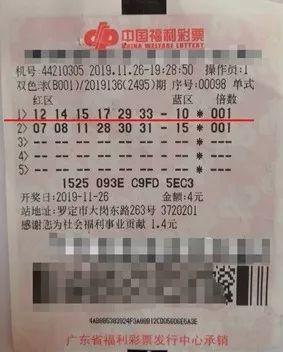 中国福利彩票
CHINA WELFARE LOTTERY
机号 44210305 2019.11.26-19:28:50 操作员:1
双色球(B001)/2019136(2495)期 序号:00098 单式
红区 蓝区 倍数
1> 12 14 15 17 29 33 - 10 * 001
2> 07 08 11 28 30 31 - 15 * 001
3>
4>
5>
1525 093E C9FD 5EC3
开奖日:2019-11-26 金额:4元
站地址:罗定市大岗东路263号 3720201
感谢您为社会福利事业贡献 1.4元
广东省福利彩票发行中心承销